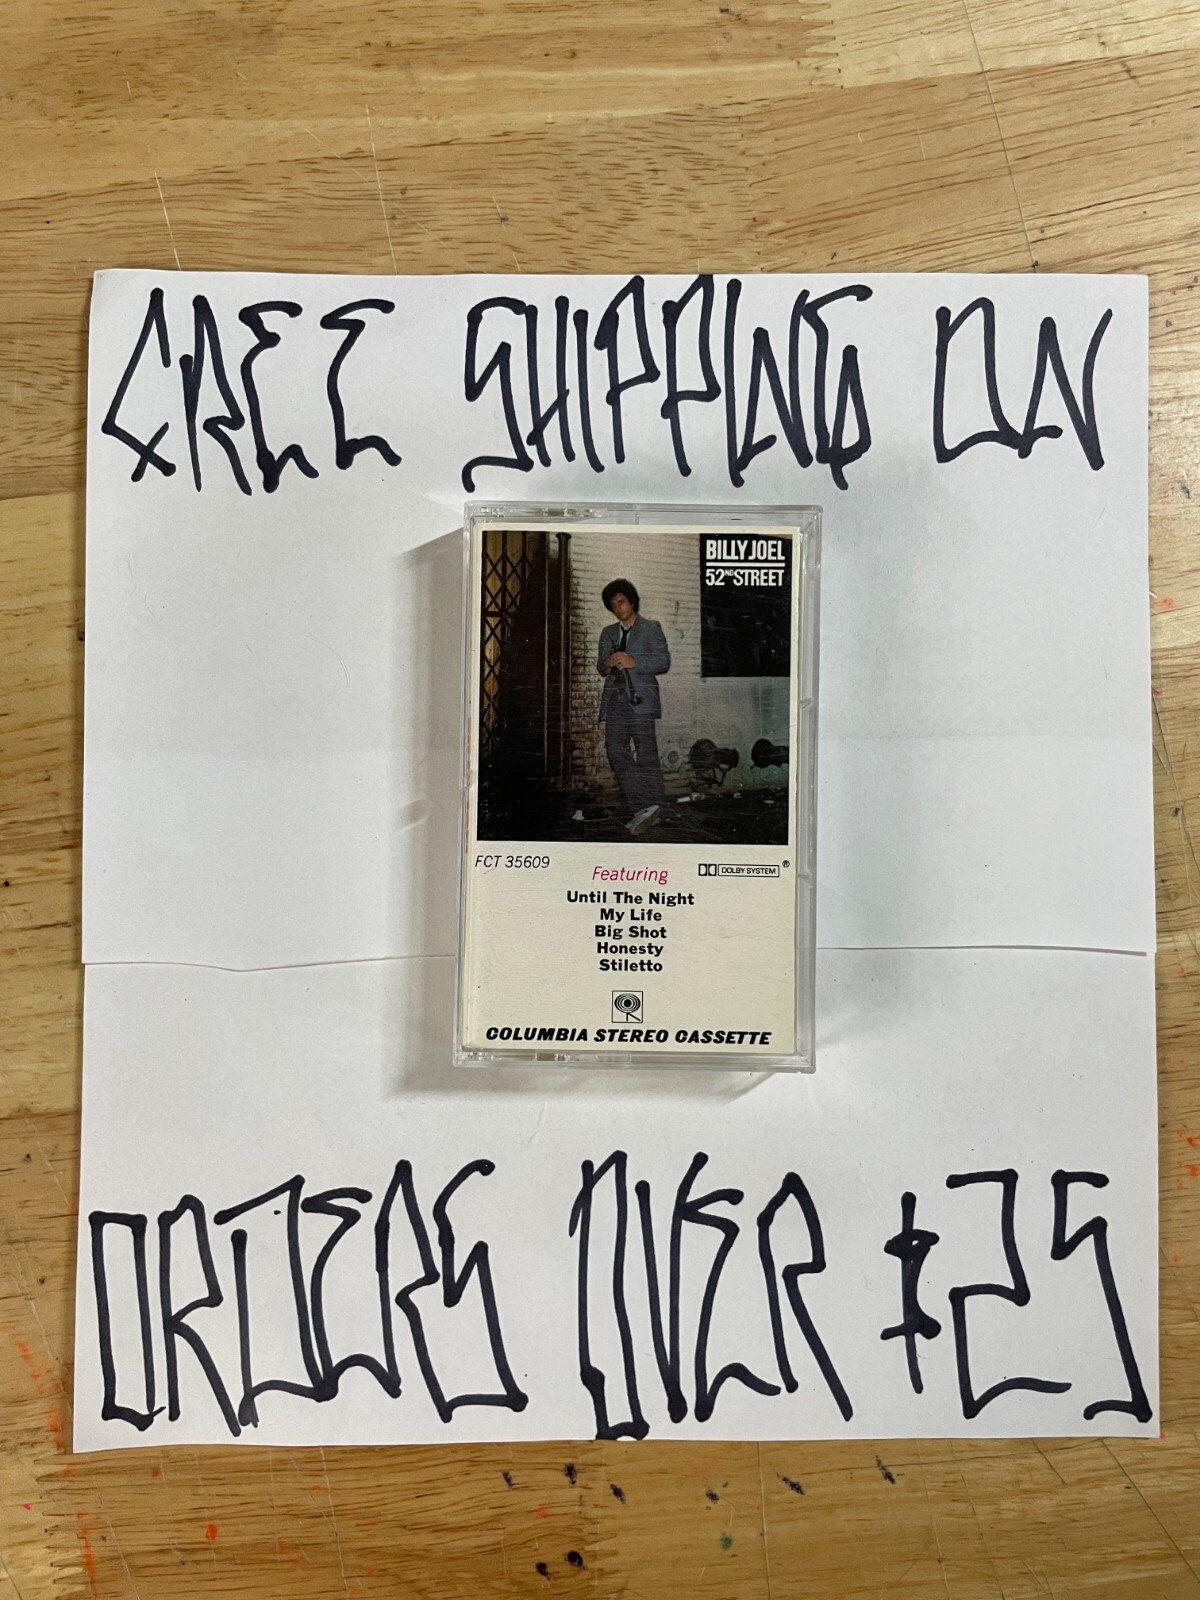 FREE SHIPPING ON
BILLY JOEL
52ND STREET
FCT 35609
Featuring
DOLBY SYSTEM®
Until The Night
My Life
Big Shot
Honesty
Stiletto
COLUMBIA STEREO CASSETTE
ORDERS OVER $25